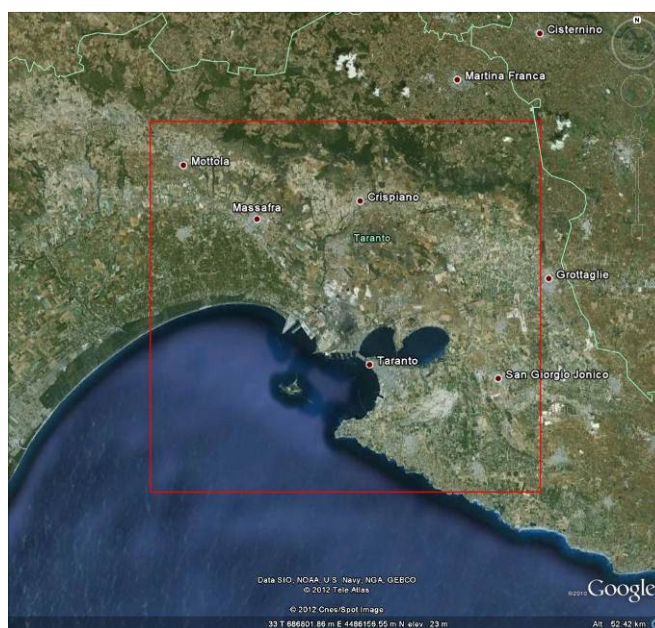 N
Cisternino
Martina Franca
Mottola
Crispiano
Massafra
Taranto
Grottaglie
Taranto
San Giorgio Jonico
Data SIO, NOAA, U.S. Navy, NGA, GEBCO
© 2012 Tele Atlas
© 2012 Cnes/Spot Image
©2010 Google
33 T 686801.86 m E 4486156.55 m N elev 23 m
Alt 52.42 km